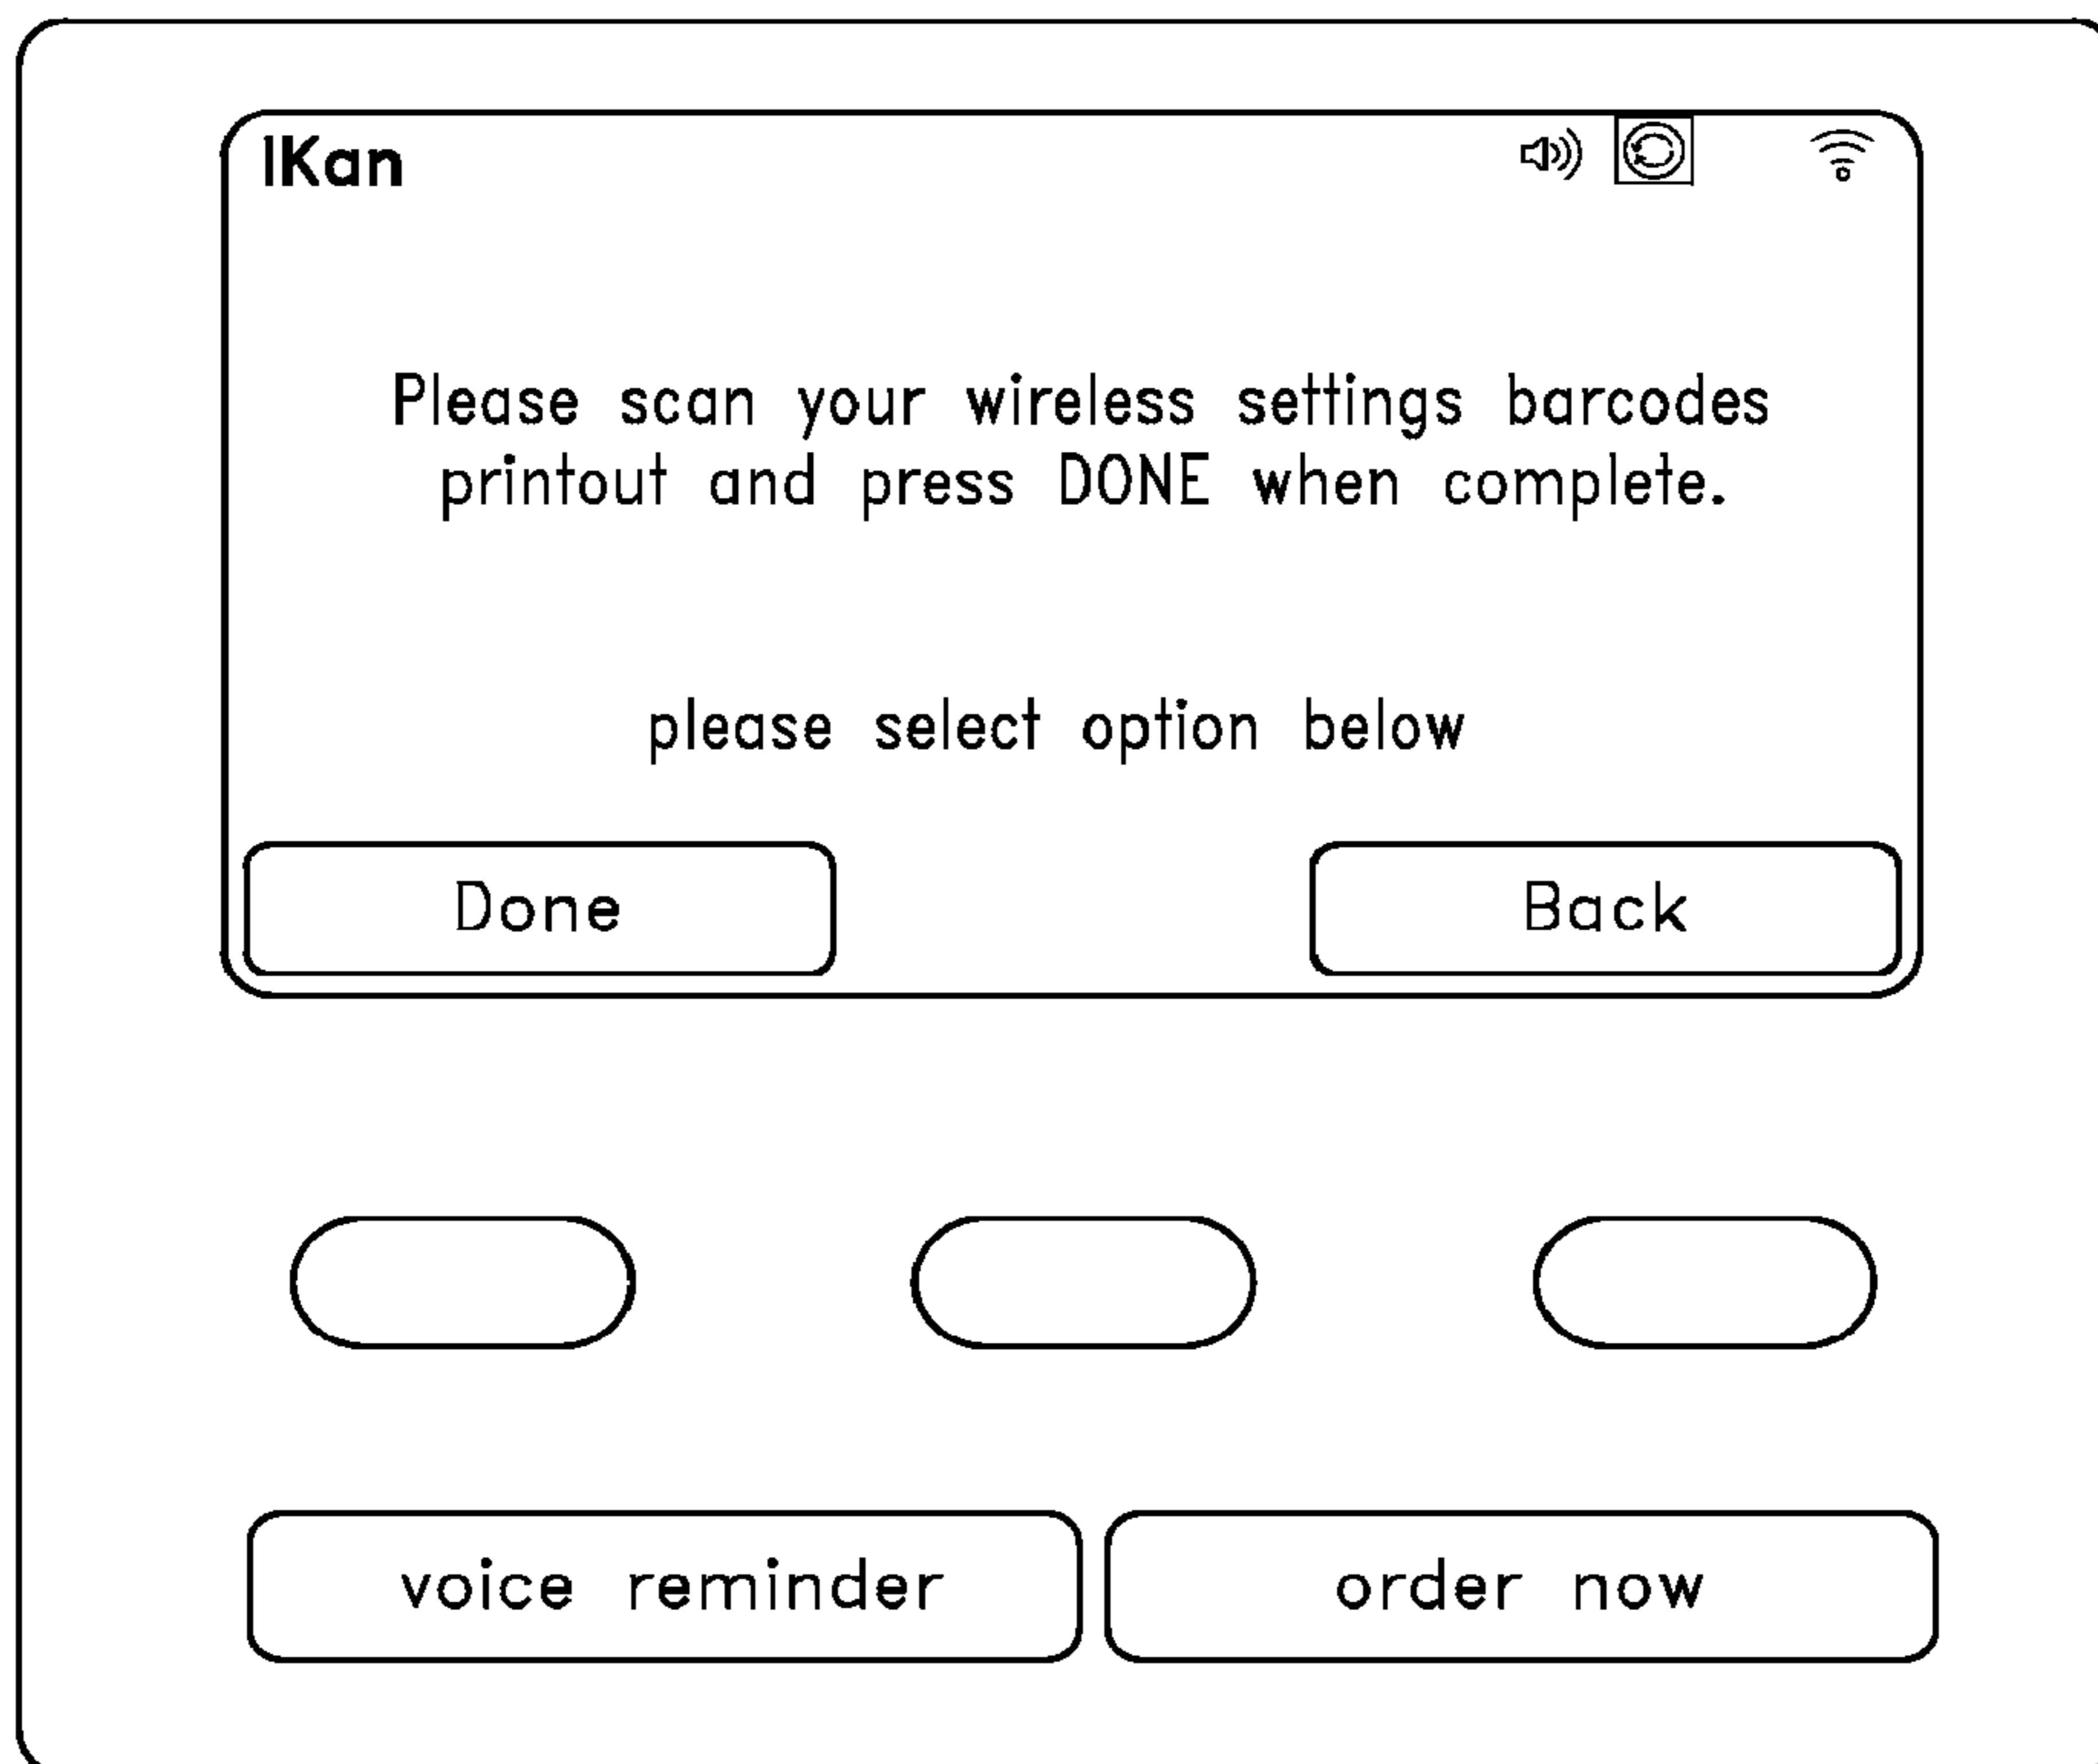 IKan
Please scan your wireless settings barcodes
printout and press DONE when complete.
please select option below
Done Back
voice reminder order now